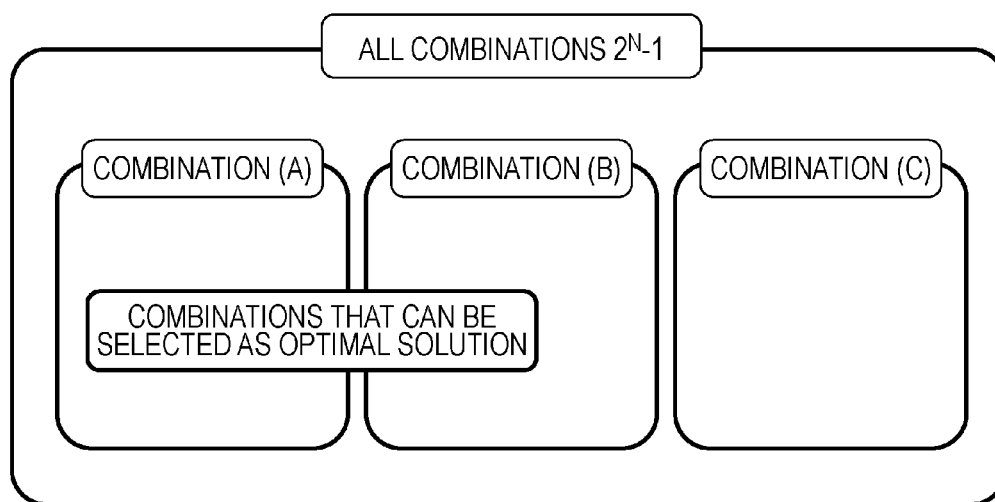 ALL COMBINATIONS 2ᴺ-1
COMBINATION (A)
COMBINATION (B)
COMBINATION (C)
COMBINATIONS THAT CAN BE
SELECTED AS OPTIMAL SOLUTION